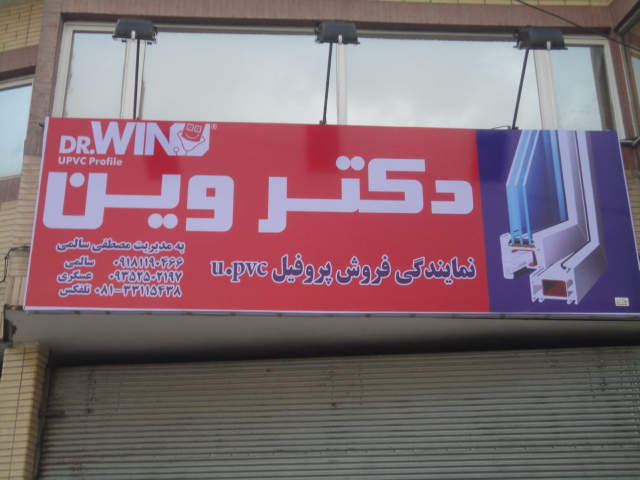 DR.WIN ®
UPVC Profile
دکتر وین
نمایندگی فروش پروفیل u.pvc
به مدیریت مصطفی سالمی
۰۹۱۸۱۱۹۰۴۶۶ سالمی
۰۹۳۵۲۵۰۲۱۹۷ عسگری
۰۸۱-۳۳۱۱۵۴۳۸ تلفکس